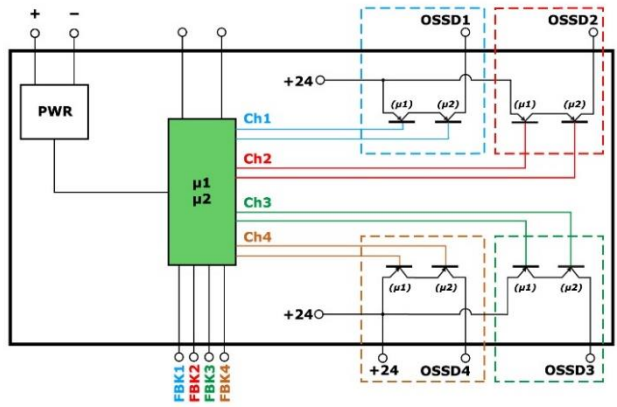 + −
OSSD1 OSSD2
+24
PWR
(µ1) (µ2) (µ1) (µ2)
Ch1
Ch2
µ1
µ2
Ch3
Ch4
(µ1) (µ2) (µ1) (µ2)
+24
+24 OSSD4 OSSD3
FBK1
FBK2
FBK3
FBK4